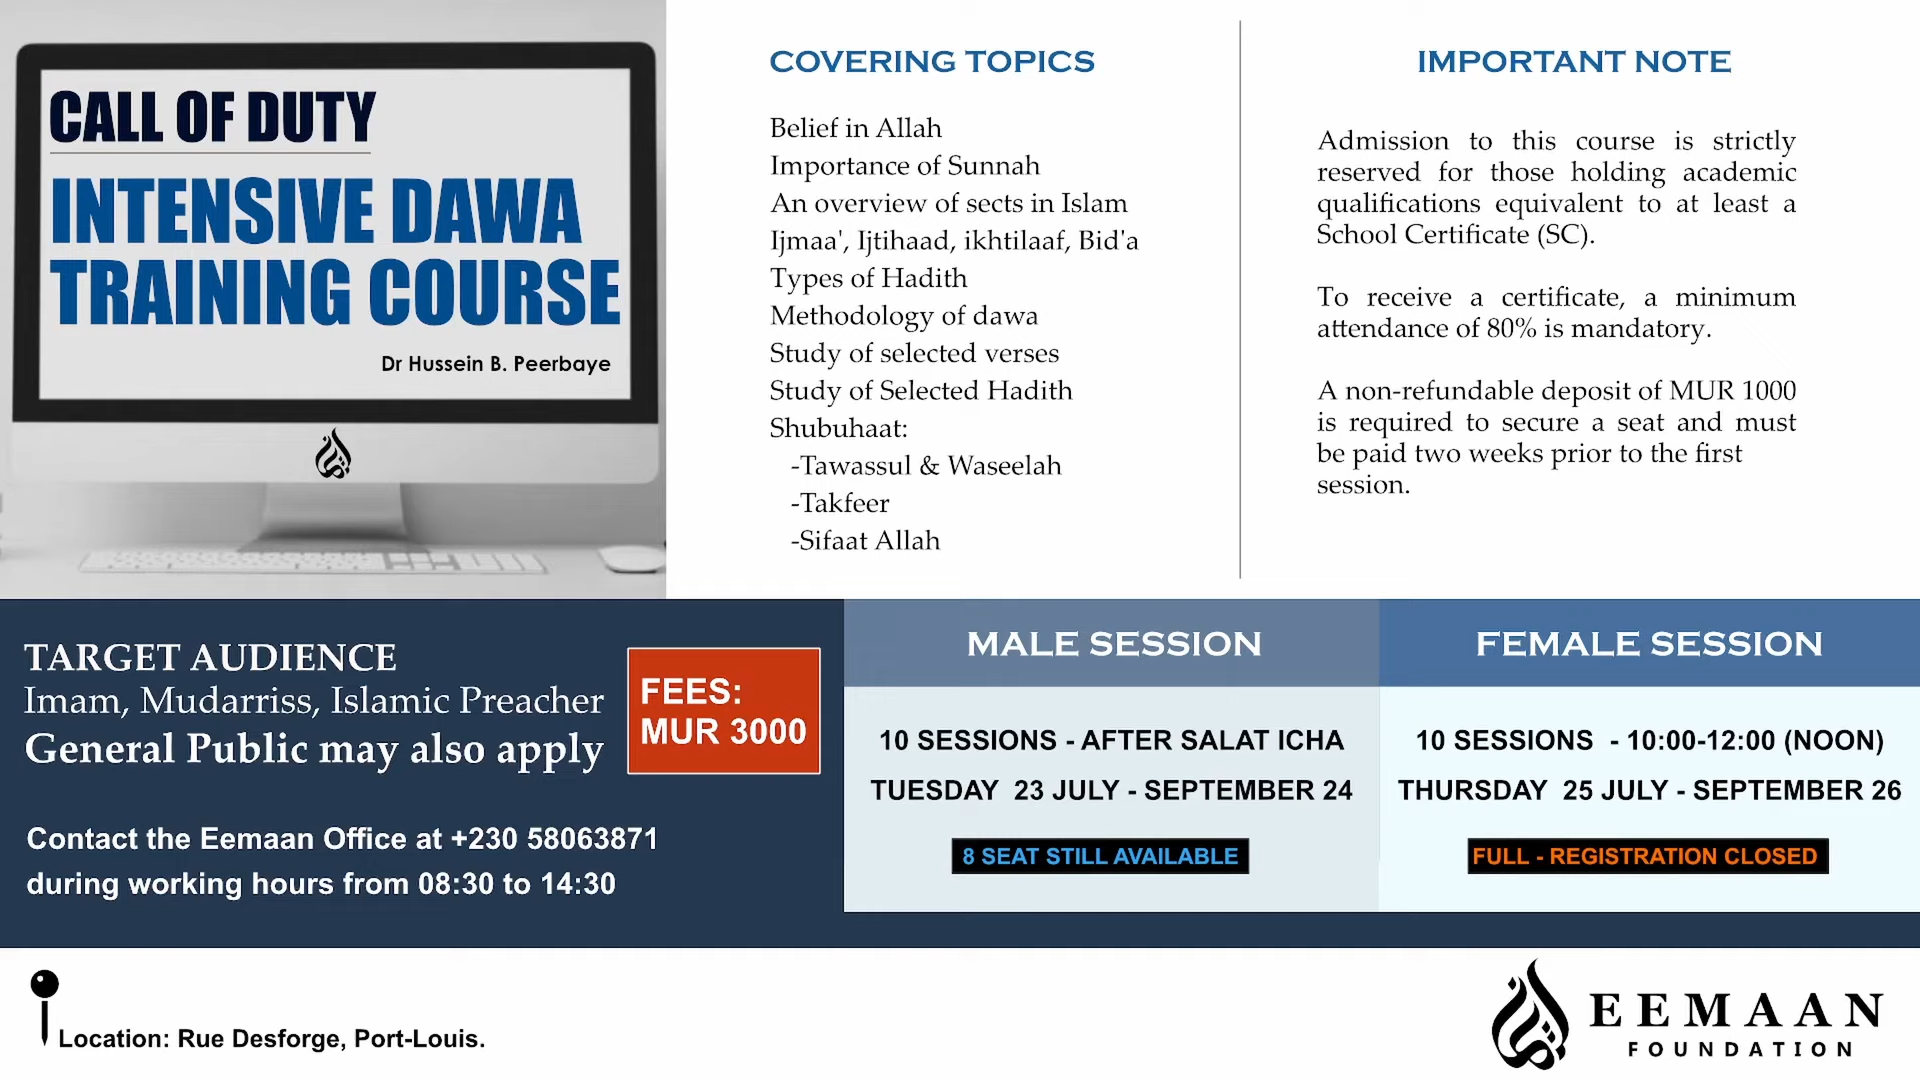 CALL OF DUTY
INTENSIVE DAWA
TRAINING COURSE
Dr Hussein B. Peerbaye
COVERING TOPICS
Belief in Allah
Importance of Sunnah
An overview of sects in Islam
Ijmaa', Ijtihaad, ikhtilaaf, Bid'a
Types of Hadith
Methodology of dawa
Study of selected verses
Study of Selected Hadith
Shubuhaat:
-Tawassul & Waseelah
-Takfeer
-Sifaat Allah
IMPORTANT NOTE
Admission to this course is strictly
reserved for those holding academic
qualifications equivalent to at least a
School Certificate (SC).
To receive a certificate, a minimum
attendance of 80% is mandatory.
A non-refundable deposit of MUR 1000
is required to secure a seat and must
be paid two weeks prior to the first
session.
TARGET AUDIENCE
Imam, Mudarriss, Islamic Preacher
General Public may also apply
FEES:
MUR 3000
Contact the Eemaan Office at +230 58063871
during working hours from 08:30 to 14:30
MALE SESSION
10 SESSIONS - AFTER SALAT ICHA
TUESDAY 23 JULY - SEPTEMBER 24
8 SEAT STILL AVAILABLE
FEMALE SESSION
10 SESSIONS - 10:00-12:00 (NOON)
THURSDAY 25 JULY - SEPTEMBER 26
FULL - REGISTRATION CLOSED
Location: Rue Desforge, Port-Louis.
EEMAAN
FOUNDATION